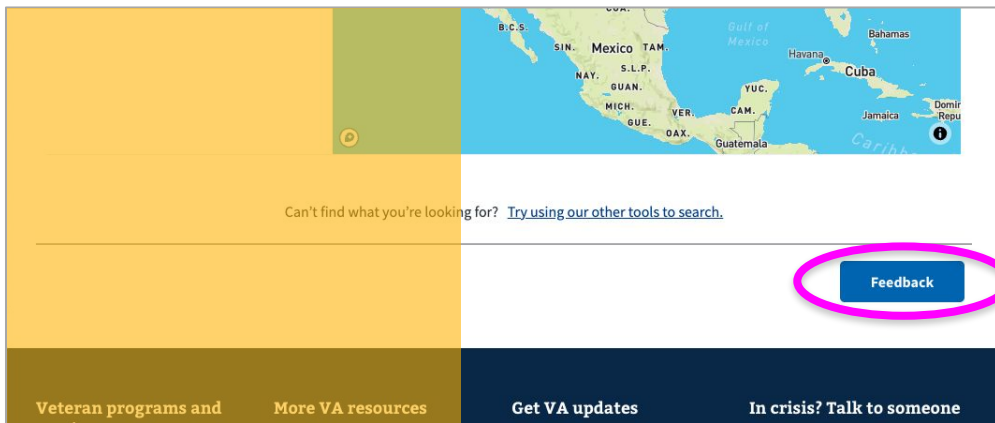 B.C.S.
SIN.
Mexico
TAM.
Gulf of
Mexico
Bahamas
Havana
Cuba
NAY.
S.L.P.
GUAN.
YUC.
MICH.
VER.
CAM.
GUE.
OAX.
Jamaica
Guatemala
Can't find what you're looking for? Try using our other tools to search.
Feedback
Veteran programs and
More VA resources
Get VA updates
In crisis? Talk to someone